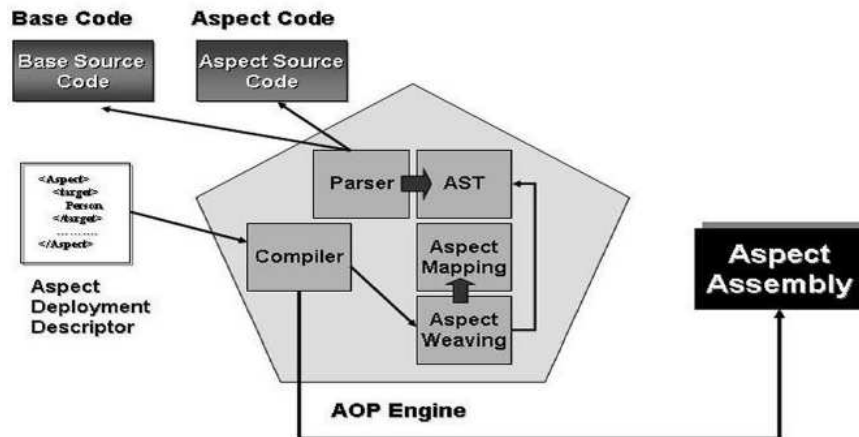 Base Code
Aspect Code
Base Source
Code
Aspect Source
Code
<Aspect>
<target>
Person
</target>
..........
</Aspect>
Aspect
Deployment
Descriptor
Parser
AST
Compiler
Aspect
Mapping
Aspect
Weaving
AOP Engine
Aspect
Assembly